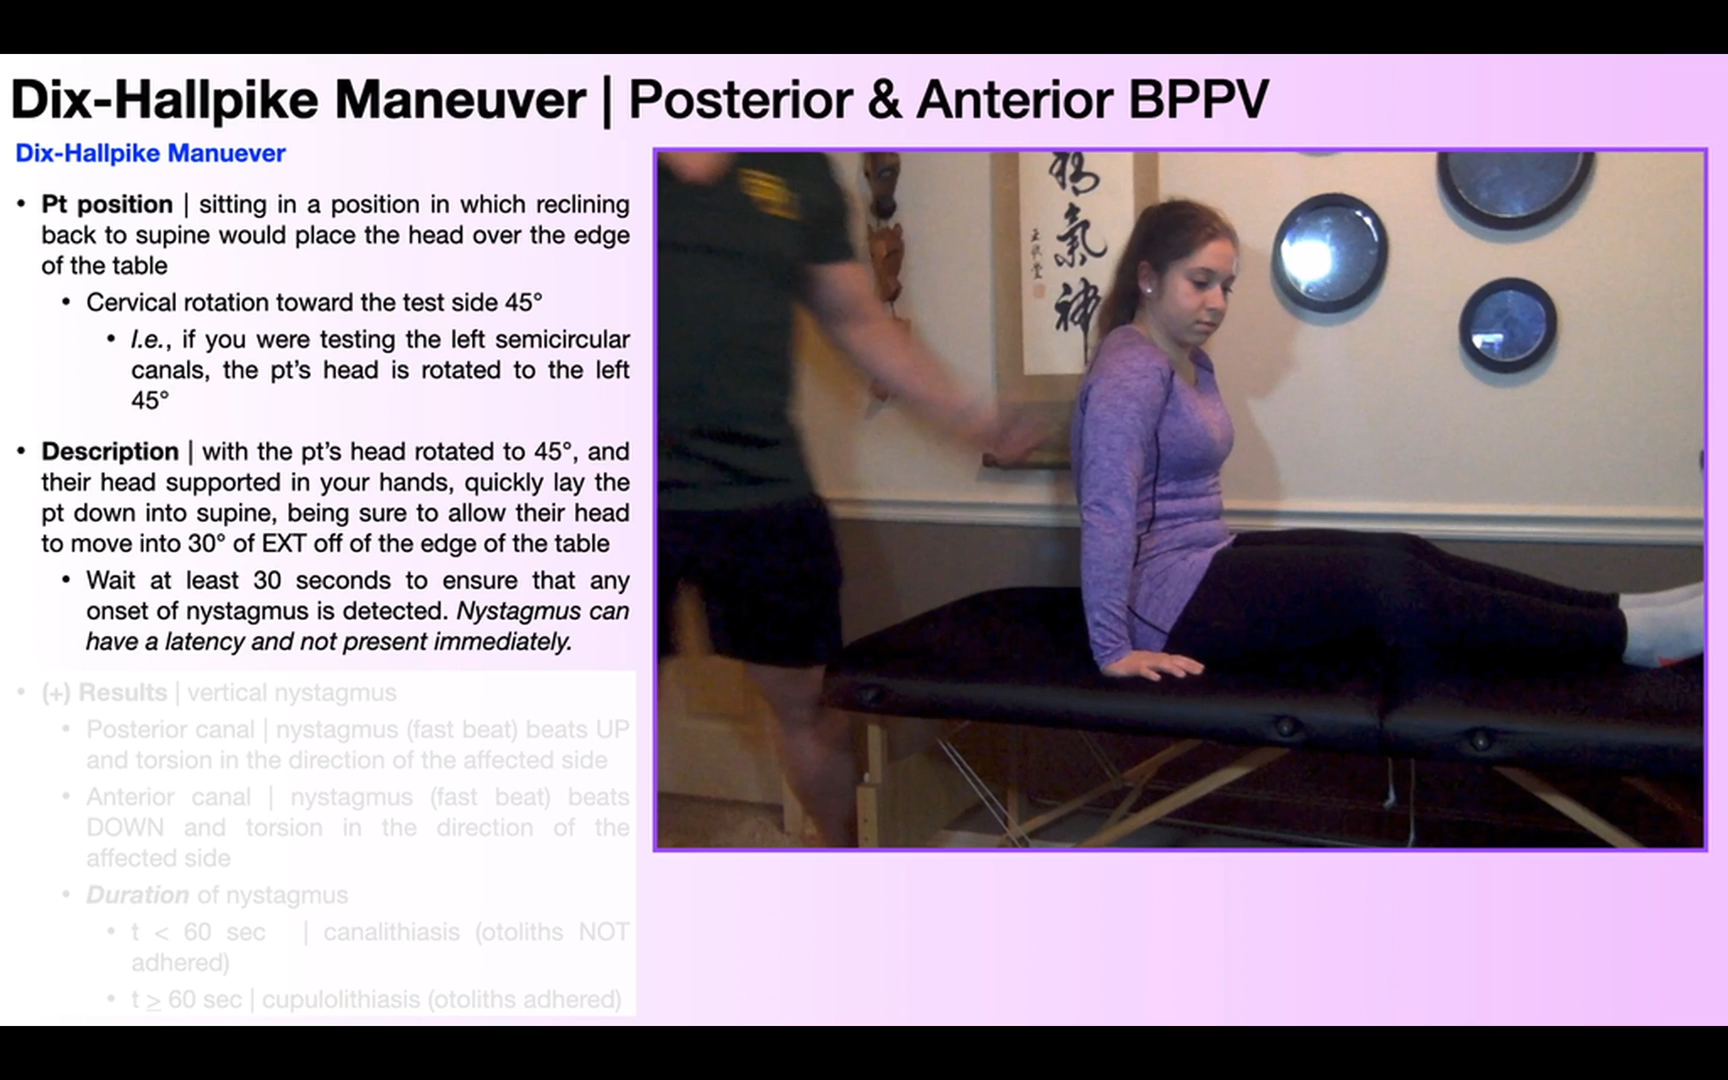 Dix-Hallpike Maneuver | Posterior & Anterior BPPV
Dix-Hallpike Manuever
• Pt position | sitting in a position in which reclining
back to supine would place the head over the edge
of the table
• Cervical rotation toward the test side 45°
• I.e., if you were testing the left semicircular
canals, the pt’s head is rotated to the left
45°
• Description | with the pt’s head rotated to 45°, and
their head supported in your hands, quickly lay the
pt down into supine, being sure to allow their head
to move into 30° of EXT off of the edge of the table
• Wait at least 30 seconds to ensure that any
onset of nystagmus is detected. Nystagmus can
have a latency and not present immediately.
• (+) Results | vertical nystagmus
• Posterior canal | nystagmus (fast beat) beats UP
and torsion in the direction of the affected side
• Anterior canal | nystagmus (fast beat) beats
DOWN and torsion in the direction of the
affected side
• Duration of nystagmus
• t < 60 sec | canalithiasis (otoliths NOT
adhered)
• t ≥ 60 sec | cupulolithiasis (otoliths adhered)
氣
神